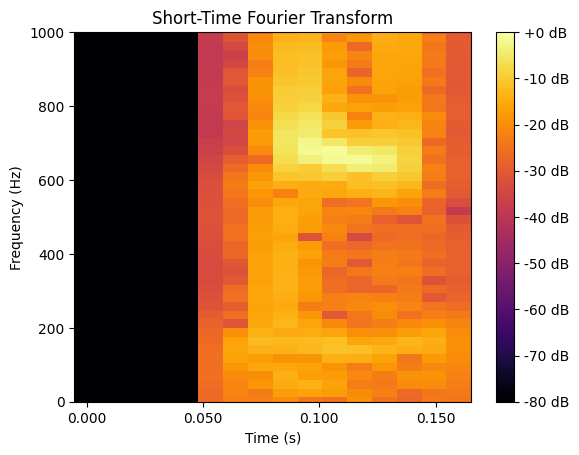 Short-Time Fourier Transform
1000
800
600
400
200
0
Frequency (Hz)
0.000
0.050
0.100
0.150
Time (s)
+0 dB
-10 dB
-20 dB
-30 dB
-40 dB
-50 dB
-60 dB
-70 dB
-80 dB